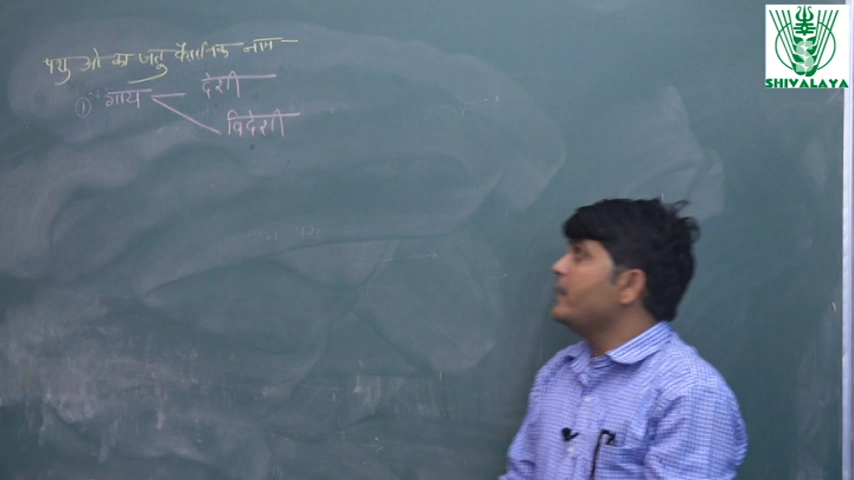 पशु ओ का जन्तु वैज्ञानिक नाम -
① गाय देशी
विदेशी
SHIVALAYA